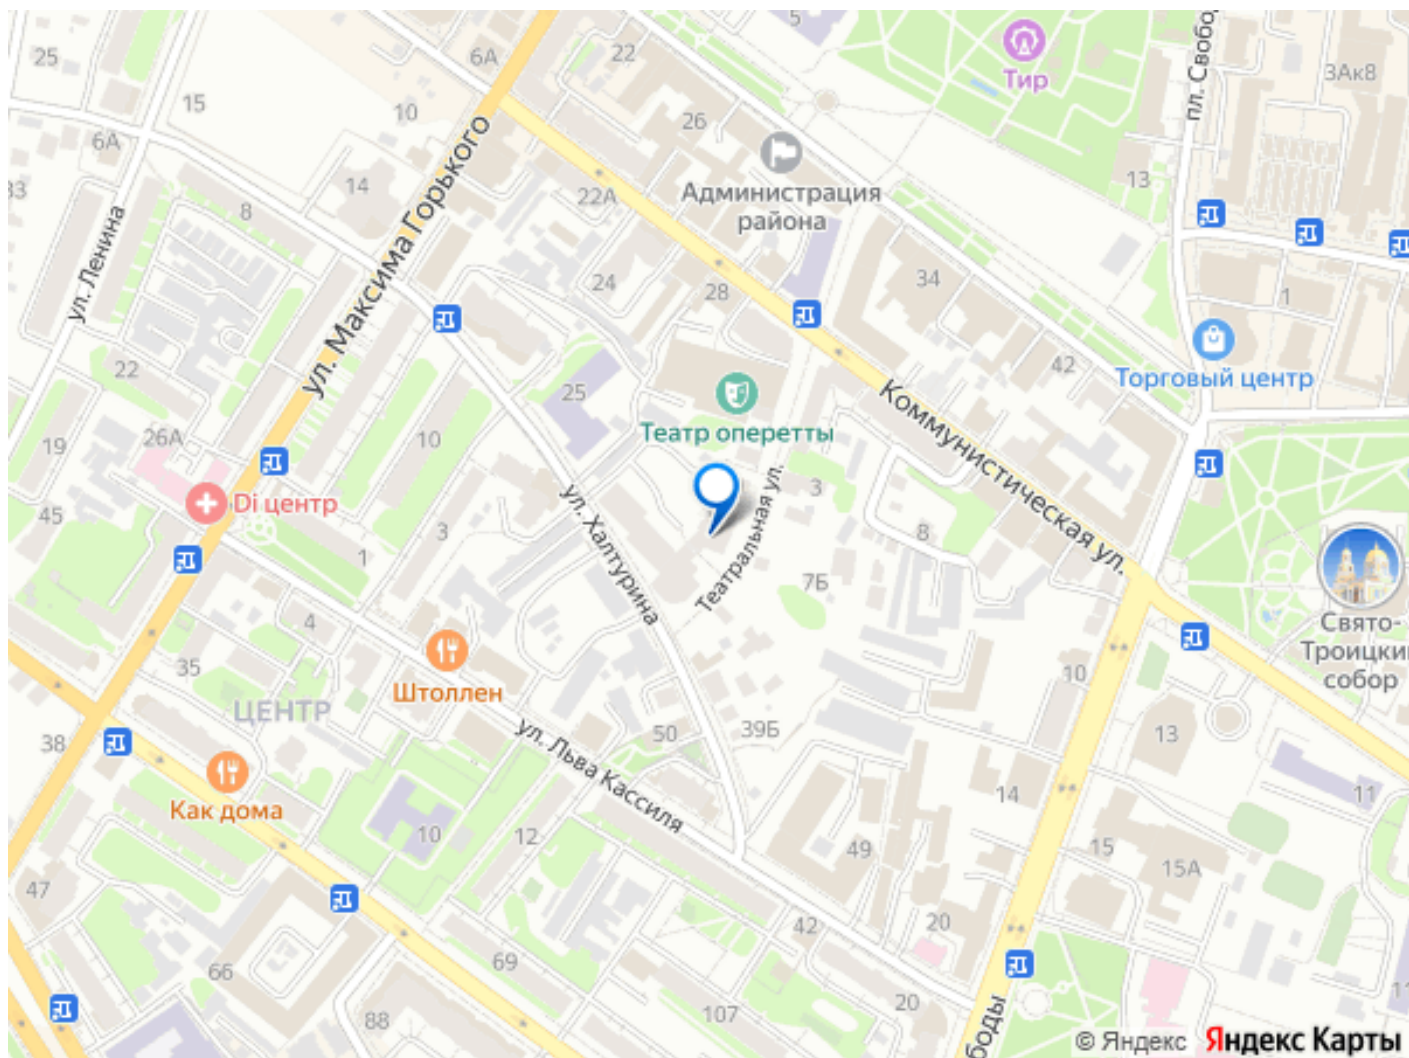 5
22
6А
25
Тир
3Ак8
пл. Свобо
15
10
26
6А
33
14
22А
Администрация
района
13
8
ул. Ленина
ул. Максима Горького
24
28
34
1
22
42
Торговый центр
25
Коммунистическая ул.
19
26А
10
Театр оперетты
Di центр
45
3
1
ул. Халтурина
Театральная ул.
3
8
7Б
Свято-
Троицки
собор
4
35
Штоллен
ЦЕНТР
10
38
50
39Б
13
ул. Льва Кассиля
Как дома
14
11
10
12
49
15
15А
47
42
20
66
69
20
88
107
боды
11
© Яндекс
Яндекс Карты